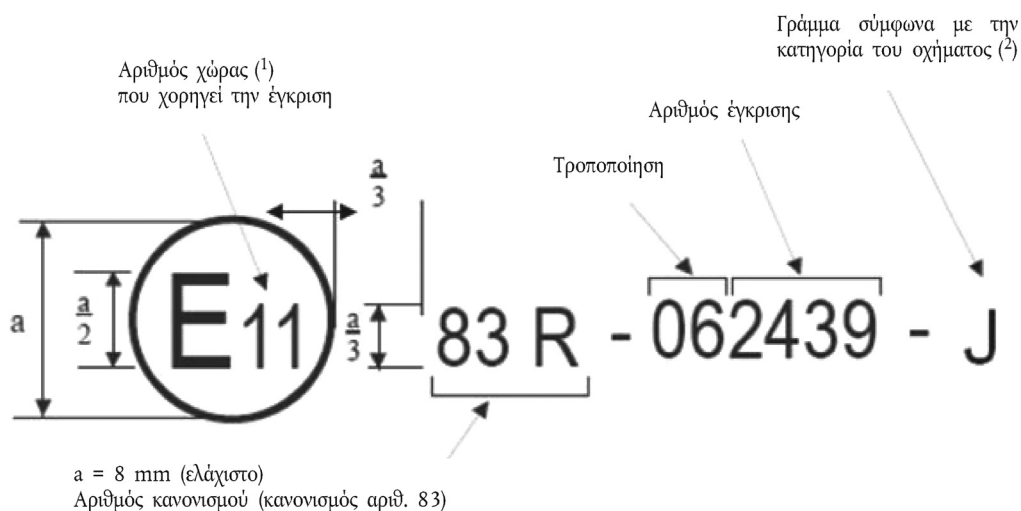 Γράμμα σύμφωνα με την
κατηγορία του οχήματος (2)
Αριθμός χώρας (1)
που χορηγεί την έγκριση
Αριθμός έγκρισης
Τροποποίηση
a
3
a
a
2
E11
a
3
83 R - 062439 - J
a = 8 mm (ελάχιστο)
Αριθμός κανονισμού (κανονισμός αριθ. 83)